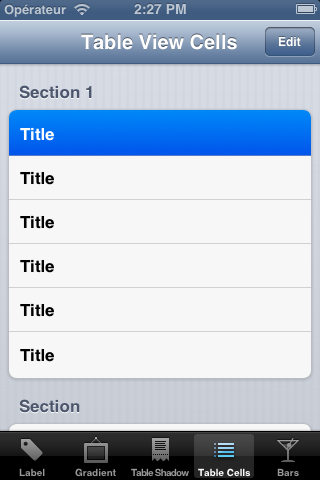 Opérateur 2:27 PM
Table View Cells Edit
Section 1
Title
Title
Title
Title
Title
Title
Section
Label Gradient Table Shadow Table Cells Bars